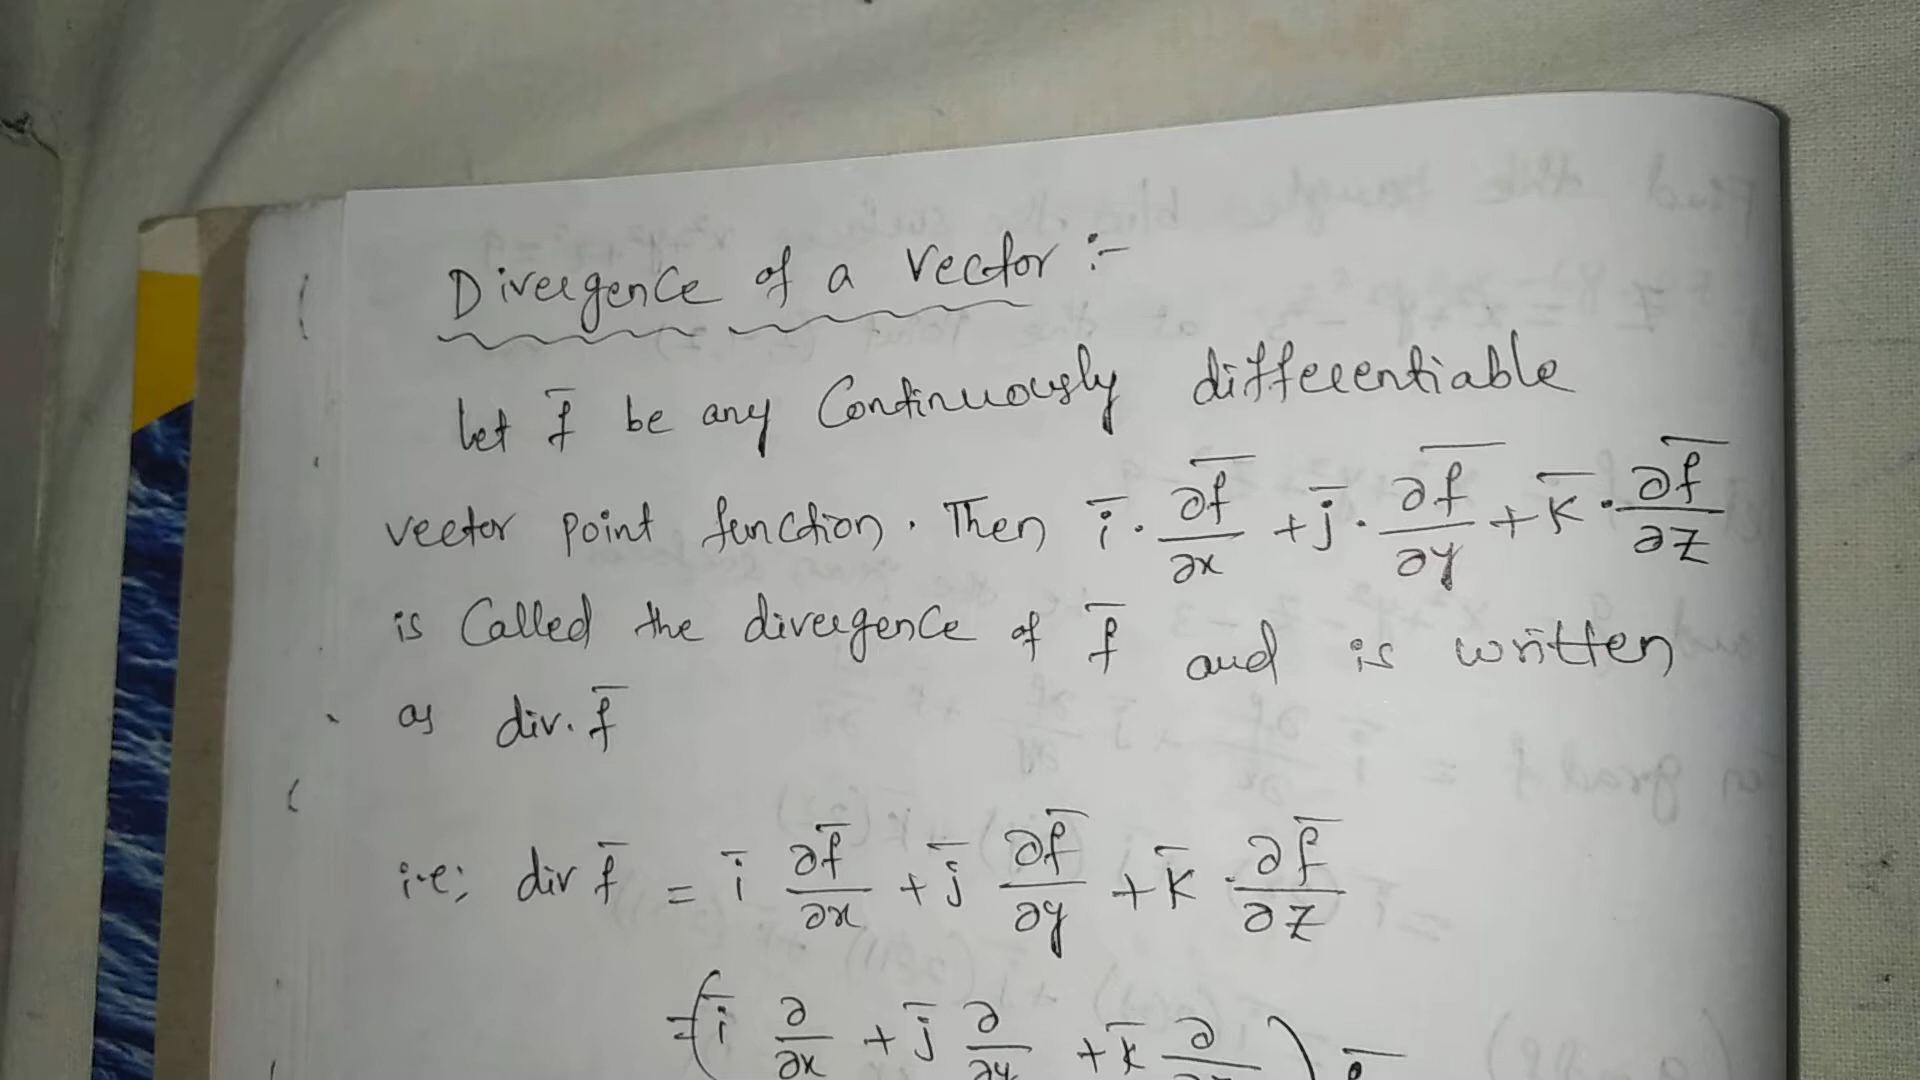 Divergence of a vector :-
Let f̄ be any Continuously differentiable
vector point function. Then ī · ∂f̄/∂x + j̄ · ∂f̄/∂y + k̄ · ∂f̄/∂z
is Called the divergence of f̄ and is written
as div. f̄
i.e; div f̄ = ī ∂f̄/∂x + j̄ ∂f̄/∂y + k̄ · ∂f̄/∂z
= (ī ∂/∂x + j̄ ∂/∂y + k̄ ∂/